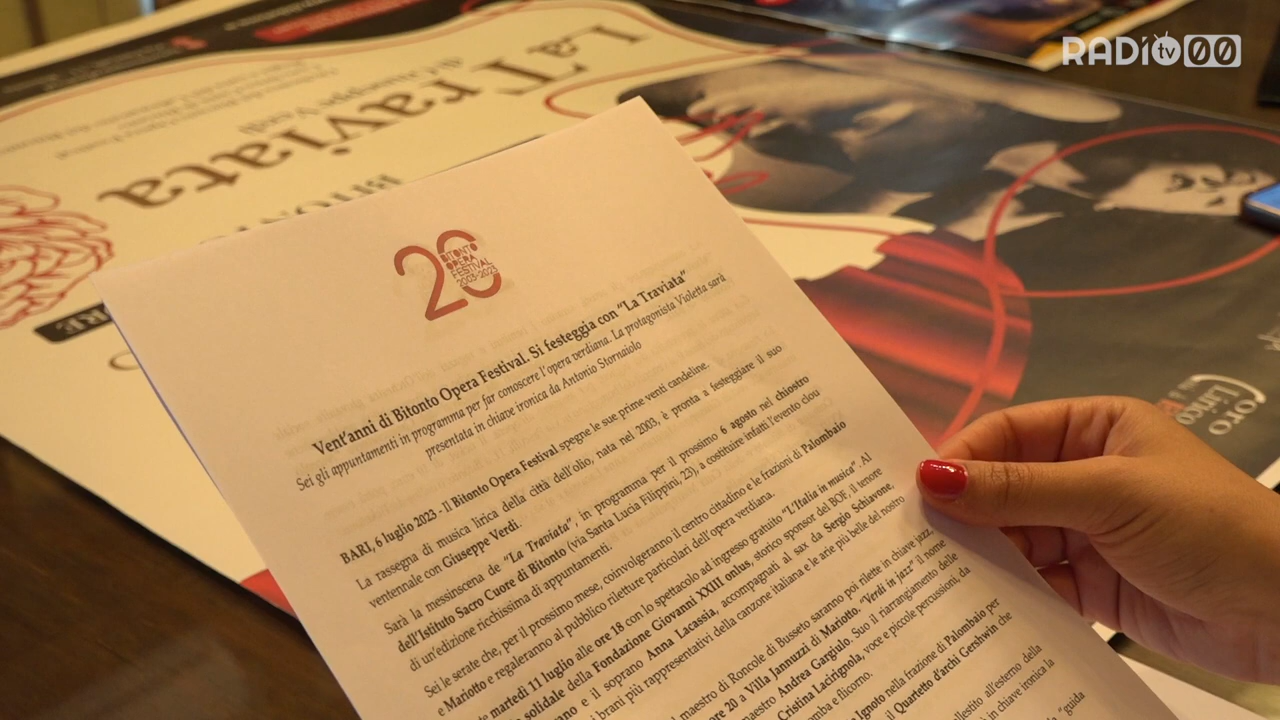 RADIO tv 00
La Traviata
di Giuseppe Verdi
20
BITONTO
OPERA
FESTIVAL
2003-2023
Vent'anni di Bitonto Opera Festival. Si festeggia con "La Traviata"
Sei gli appuntamenti in programma per far conoscere l'opera verdiana. La protagonista Violetta sarà
presentata in chiave ironica da Antonio Stornaiolo
BARI, 6 luglio 2023 - Il Bitonto Opera Festival spegne le sue prime venti candeline.
La rassegna di musica lirica della città dell'olio, nata nel 2003, è pronta a festeggiare il suo
ventennale con Giuseppe Verdi.
Sarà la messinscena de "La Traviata", in programma per il prossimo 6 agosto nel chiostro
dell'Istituto Sacro Cuore di Bitonto (via Santa Lucia Filippini, 23), a costituire infatti l'evento clou
di un'edizione ricchissima di appuntamenti.
Sei le serate che, per il prossimo mese, coinvolgeranno il centro cittadino e le frazioni di Palombaio
e Mariotto e regaleranno al pubblico riletture particolari dell'opera verdiana.
martedì 11 luglio alle ore 18 con lo spettacolo ad ingresso gratuito "L'Italia in musica". Al
solidale della Fondazione Giovanni XXIII onlus, storico sponsor del BOF, il tenore
e il soprano Anna Lacassia, accompagnati al sax da Sergio Schiavone,
i brani più rappresentativi della canzone italiana e le arie più belle del nostro
maestro di Roncole di Busseto saranno poi rilette in chiave jazz,
ore 20 a Villa Jannuzzi di Mariotto. "Verdi in jazz" il nome
maestro Andrea Gargiulo. Suo il riarrangiamento delle
Cristina Lacirignola, voce e piccole percussioni, da
e flicorno.
Ignoto nella frazione di Palombaio per
il Quartetto d'archi Gershwin che
allestito all'esterno della
in chiave ironica la
"guida
Coro
Lirico